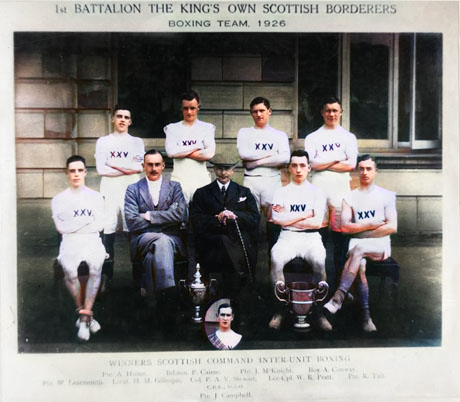 1st BATTALION THE KING'S OWN SCOTTISH BORDERERS
BOXING TEAM, 1926
XXV XXV XXV XXV
XXV XXV XXV
WINNERS SCOTTISH COMMAND INTER-UNIT BOXING
Pte. A. Hume. Bdsmn. P. Cairns. Pte. J. McKnight. Boy A. Conway.
Pte. W. Learmonth. Lieut. H. M. Gillespie. Col. P. A. V. Stewart, Lce-Cpl. W. R. Pratt. Pte. R. Tait.
D.S.O.
Pte. J. Campbell.